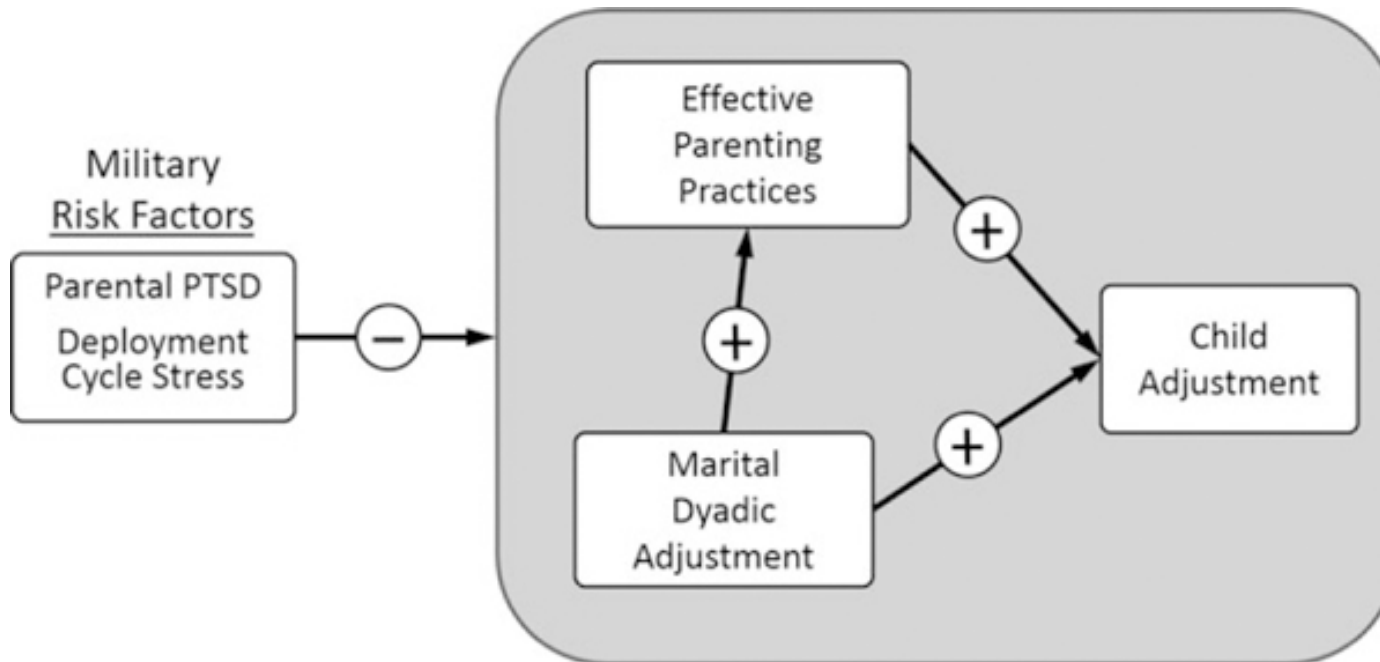 Military
Risk Factors
Parental PTSD
Deployment
Cycle Stress
−
Effective
Parenting
Practices
+
+
Marital
Dyadic
Adjustment
+
Child
Adjustment